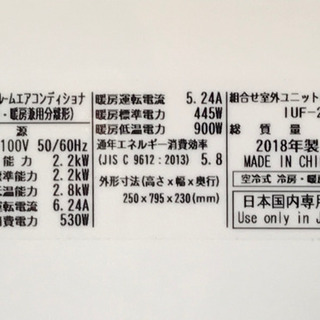 ルームエアコンディショナ
・暖房兼用分離形)
源
100V 50/60Hz
能力 2.2kW
標準能力 2.2kW
低温能力 2.8kW
運転電流 6.24A
消費電力 530W
暖房運転電流 5.24A
暖房標準電力 445W
暖房低温電力 900W
通年エネルギー消費効率
(JIS C 9612:2013) 5.8
外形寸法(高さ×幅×奥行)
250×795×230(mm)
組合せ室外ユニット
IUF-2
総質量
2018年製
MADE IN CHI
空冷式 冷房・暖房
日本国内専用
Use only in J